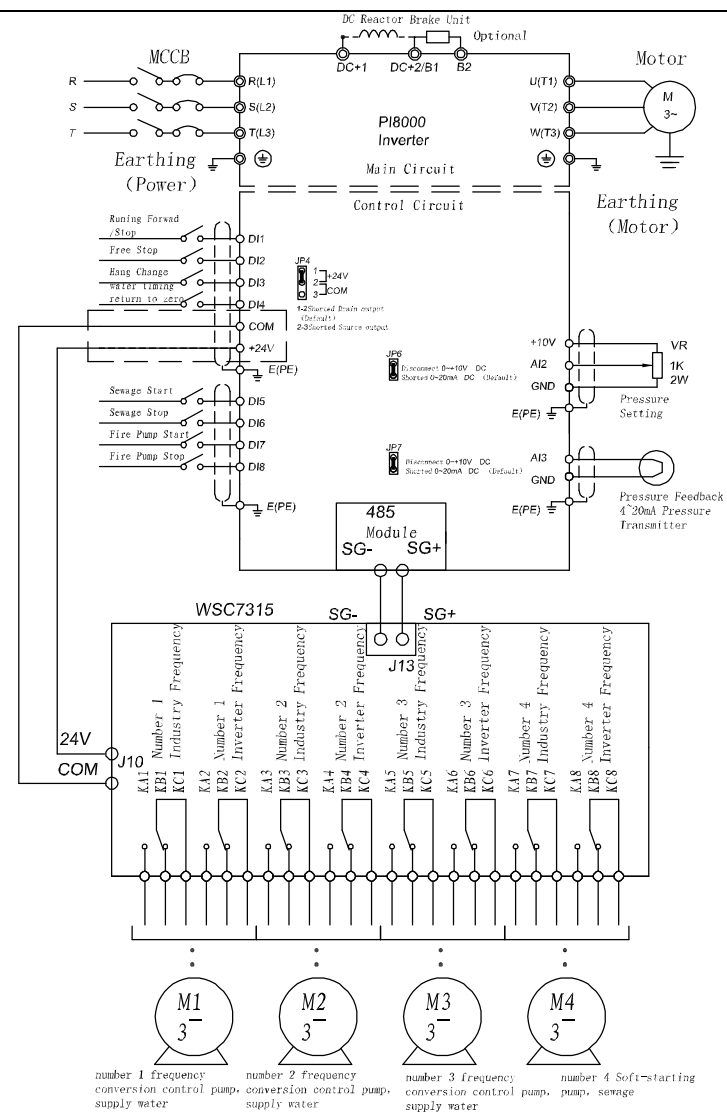 DC Reactor Brake Unit
Optional
MCCB
DC+1
DC+2/B1
B2
Motor
R
R(L1)
U(T1)
S
S(L2)
V(T2)
T
T(L3)
W(T3)
M
3~
PI8000
Inverter
Main Circuit
Earthing
(Power)
Control Circuit
Earthing
(Motor)
Runing Forwad
/Stop
DI1
Free Stop
DI2
Hang Change
DI3
water timing
return to zero
DI4
COM
+24V
E(PE)
JP4
1
2
3
+24V
COM
1-2Shorted Drain output
(Default)
2-3Shorted Source output
JP6
Disconnect 0~+10V DC
Shorted 0~20mA DC (Default)
+10V
AI2
GND
E(PE)
VR
1K
2W
Pressure
Setting
Sewage Start
DI5
Sewage Stop
DI6
Fire Pump Start
DI7
Fire Pump Stop
DI8
E(PE)
JP7
Disconnect 0~+10V DC
Shorted 0~20mA DC (Default)
AI3
GND
E(PE)
Pressure Feedback
4~20mA Pressure
Transmitter
485
Module
SG-
SG+
WSC7315
SG-
SG+
J13
24V
COM
J10
KA1
KB1 Number 1
KC1 Industry Frequency
KA2
KB2 Number 1
KC2 Inverter Frequency
KA3
KB3 Number 2
KC3 Industry Frequency
KA4
KB4 Number 2
KC4 Inverter Frequency
KA5
KB5 Number 3
KC5 Industry Frequency
KA6
KB6 Number 3
KC6 Inverter Frequency
KA7
KB7 Number 4
KC7 Industry Frequency
KA8
KB8 Number 4
KC8 Inverter Frequency
M1
3
M2
3
M3
3
M4
3
number 1 frequency
conversion control pump,
supply water
number 2 frequency
conversion control pump,
supply water
number 3 frequency
conversion control pump,
supply water
number 4 Soft-starting
pump, sewage